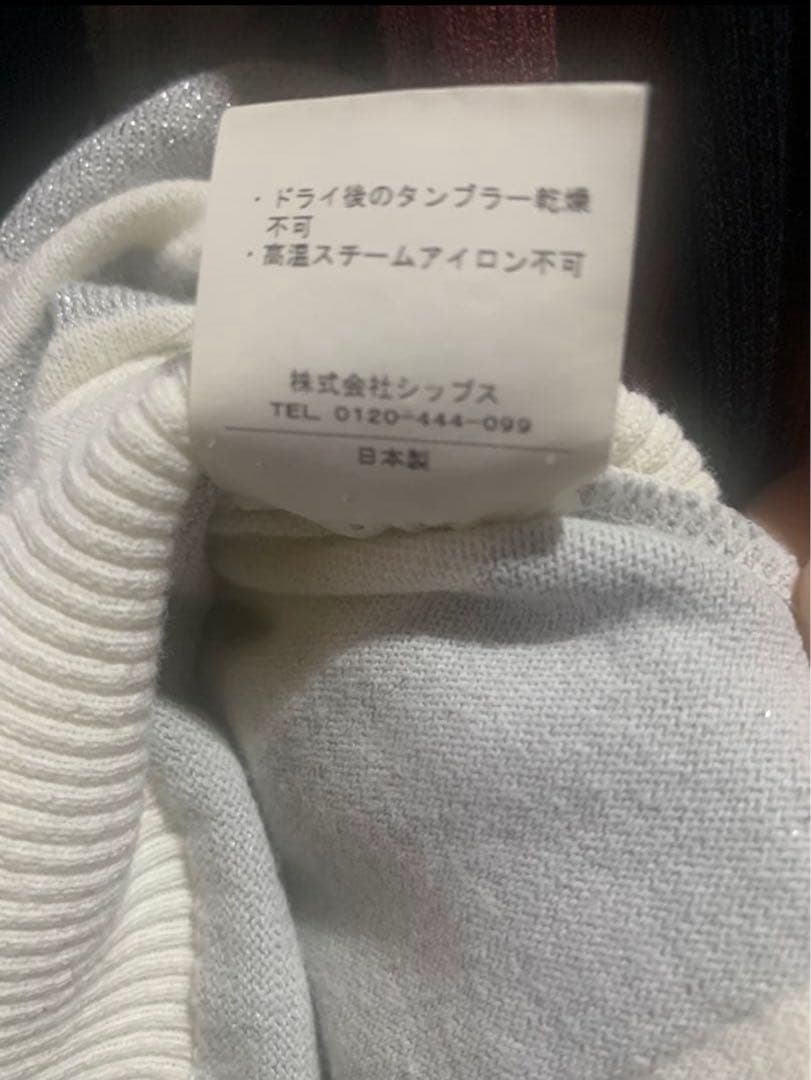 ・ドライ後のタンブラー乾燥
不可
・高温スチームアイロン不可
株式会社シップス
TEL. 0120-444-099
日本製